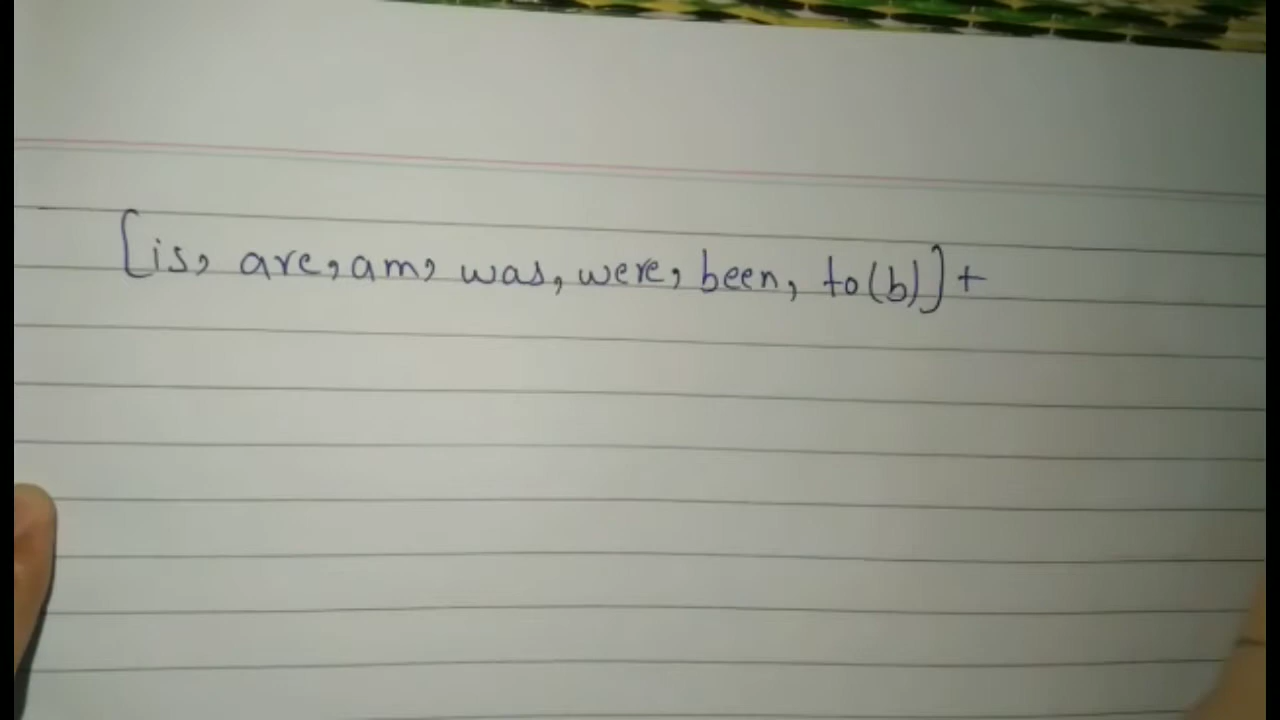 [is, are, am, was, were, been, to(b)] +